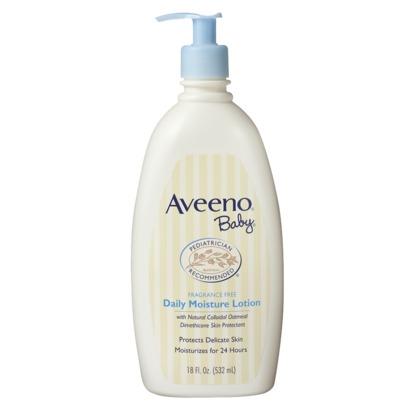 Aveeno
Baby
PEDIATRICIAN
RECOMMENDED
FRAGRANCE FREE
Daily Moisture Lotion
with Natural Colloidal Oatmeal
Dimethicone Skin Protectant
Protects Delicate Skin
Moisturizes for 24 Hours
18 Fl. Oz. (532 mL)